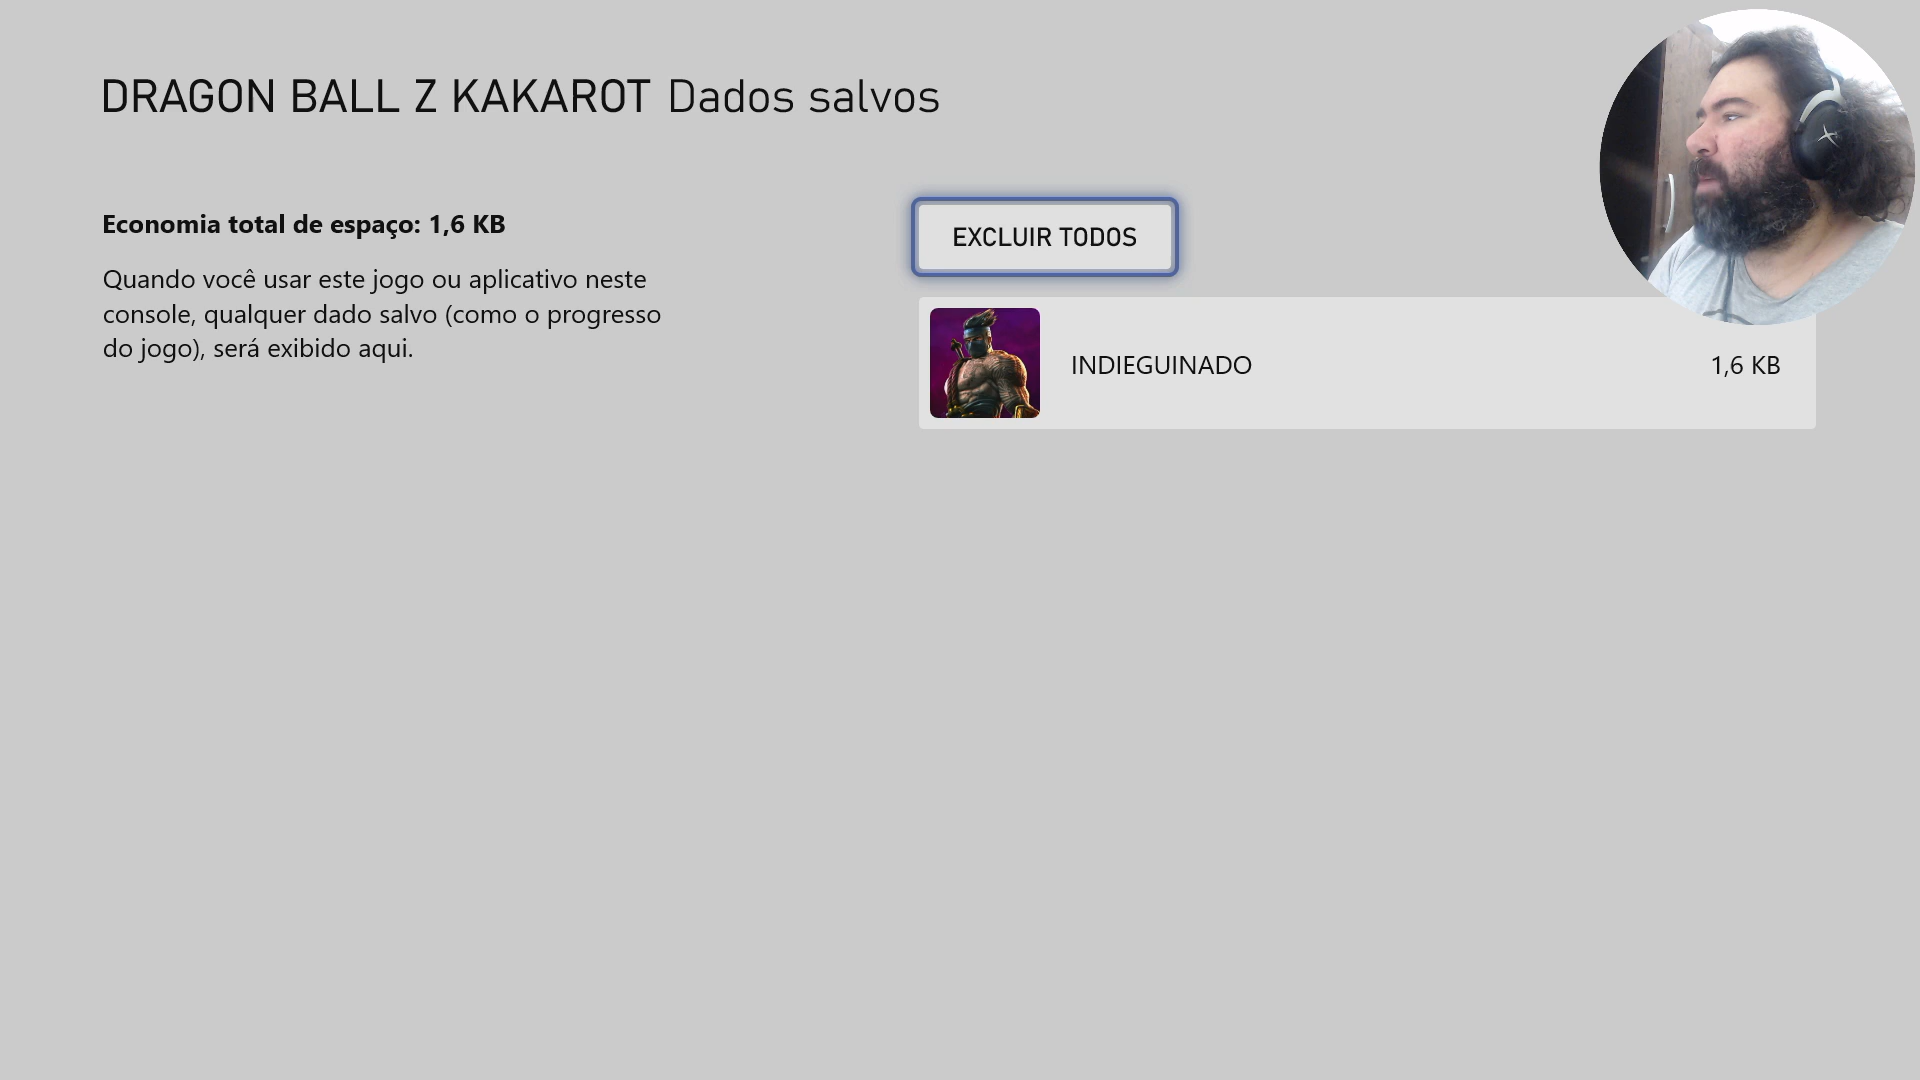 DRAGON BALL Z KAKAROT Dados salvos
Economia total de espaço: 1,6 KB
Quando você usar este jogo ou aplicativo neste
console, qualquer dado salvo (como o progresso
do jogo), será exibido aqui.
EXCLUIR TODOS
INDIEGUINADO 1,6 KB